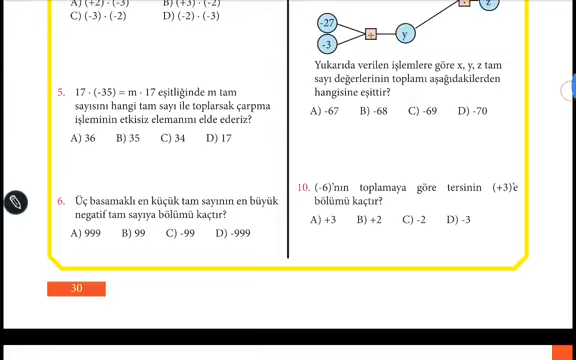 A) (+2) · (-3) B) (+3) · (-2)
C) (-3) · (-2) D) (-2) · (-3)
5. 17 · (-35) = m · 17 eşitliğinde m tam
sayısını hangi tam sayı ile toplarsak çarpma
işleminin etkisiz elemanını elde ederiz?
A) 36 B) 35 C) 34 D) 17
6. Üç basamaklı en küçük tam sayının en büyük
negatif tam sayıya bölümü kaçtır?
A) 999 B) 99 C) -99 D) -999
30
z
-27
÷
y
-3
Yukarıda verilen işlemlere göre x, y, z tam
sayı değerlerinin toplamı aşağıdakilerden
hangisine eşittir?
A) -67 B) -68 C) -69 D) -70
10. (-6)'nın toplamaya göre tersinin (+3)'e
bölümü kaçtır?
A) +3 B) +2 C) -2 D) -3